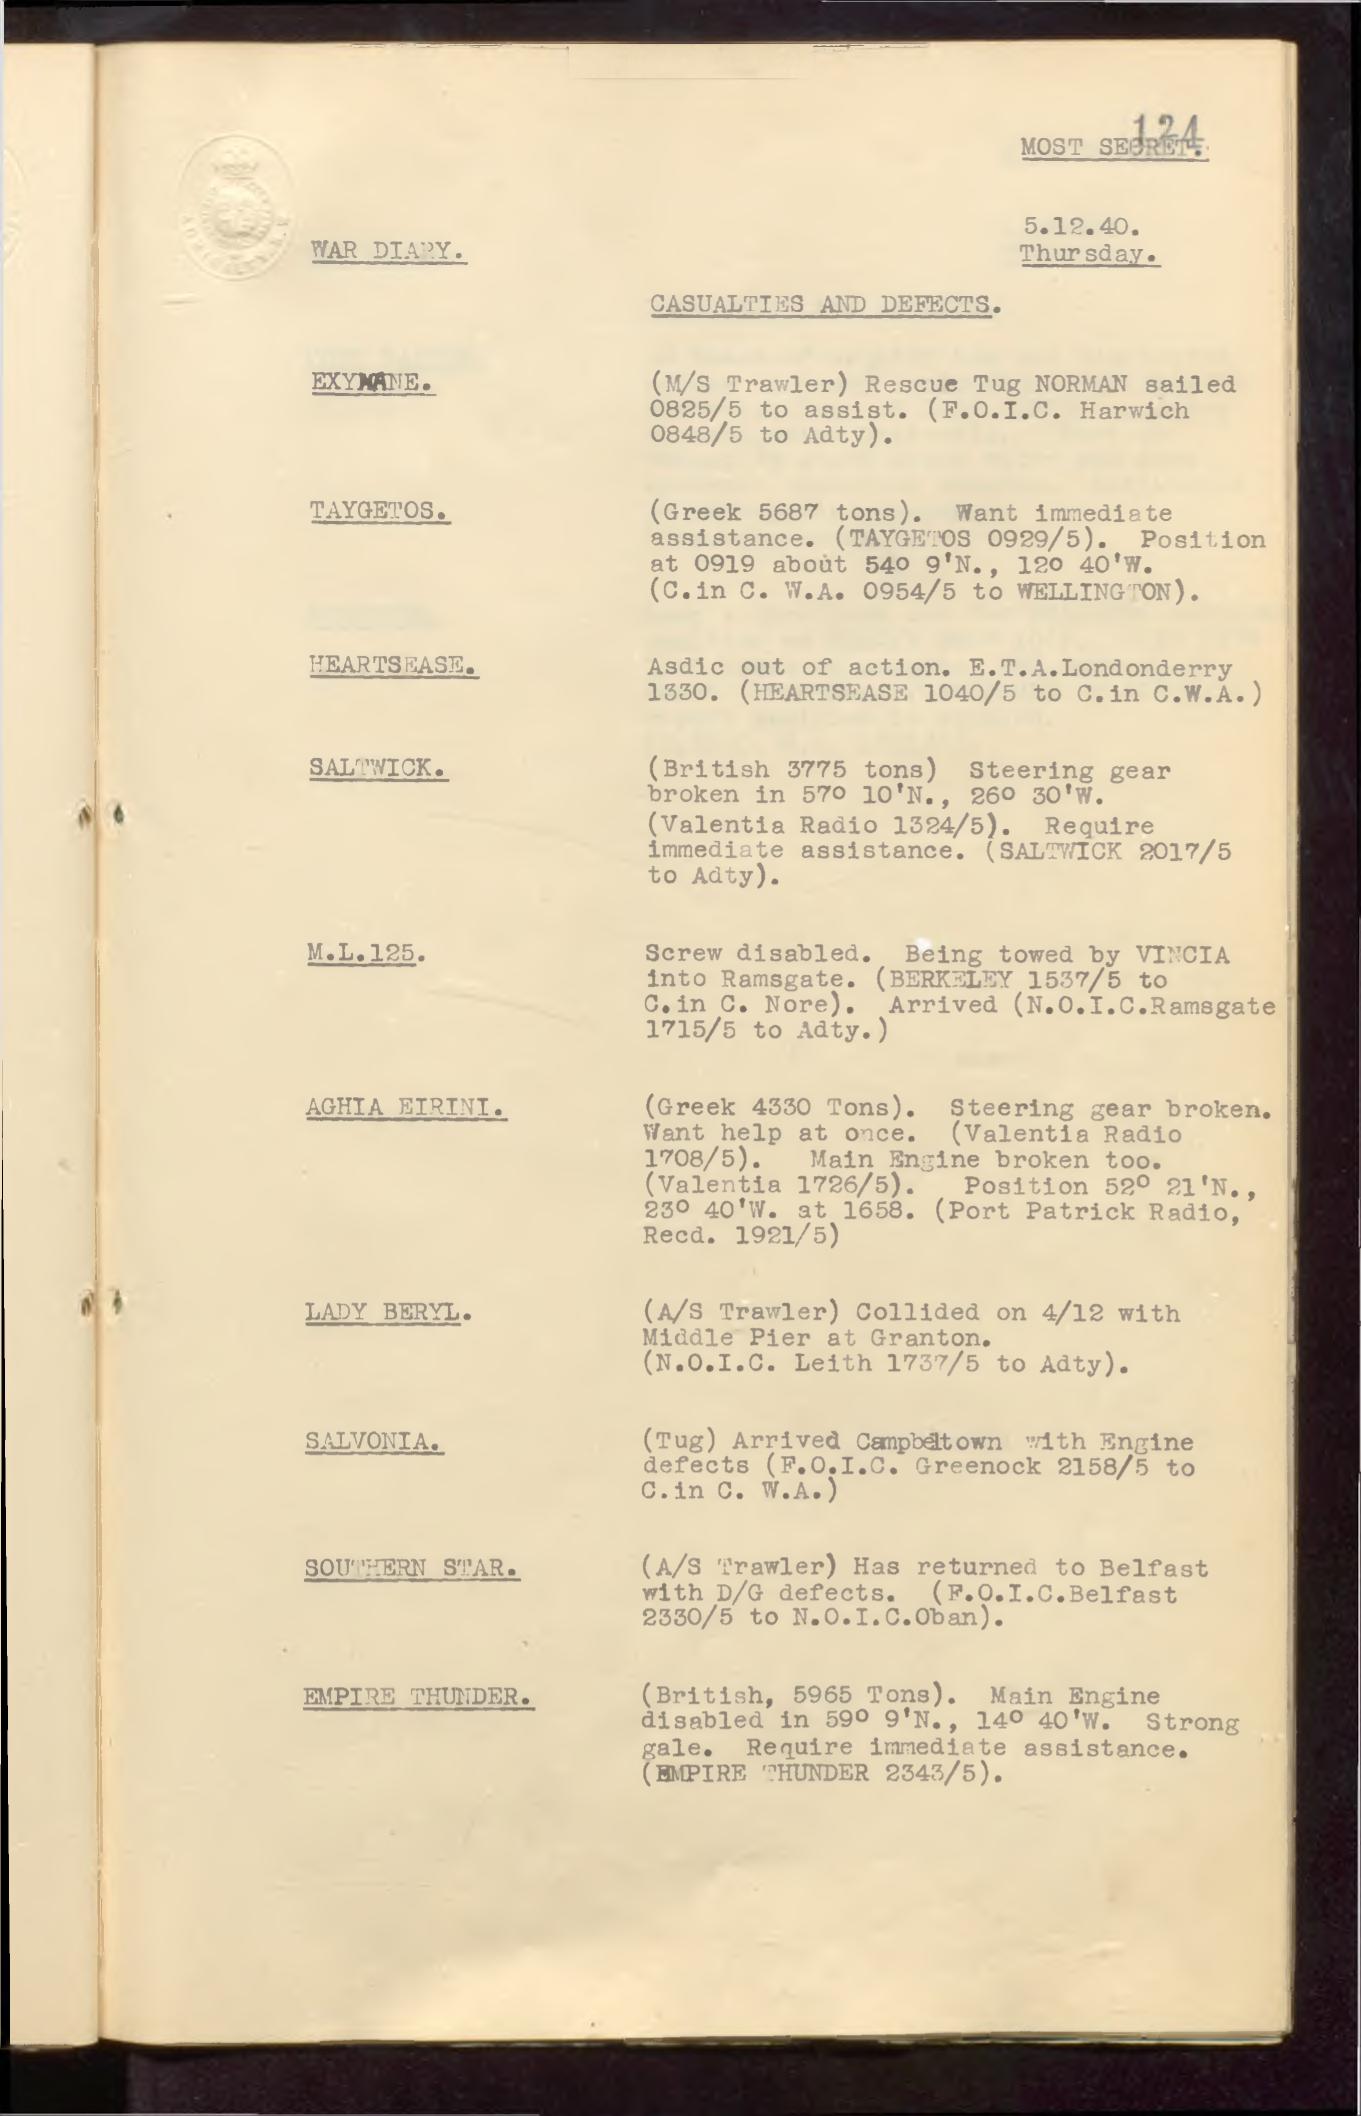 124
MOST SECRET.
5.12.40.
WAR DIARY.
Thursday.
CASUALTIES AND DEFECTS.
EXYMANE.
(M/S Trawler) Rescue Tug NORMAN sailed
0825/5 to assist. (F.O.I.C. Harwich
0848/5 to Adty).
TAYGETOS.
(Greek 5687 tons). Want immediate
assistance. (TAYGETOS 0929/5). Position
at 0919 about 54o 9'N., 12o 40'W.
(C.in C. W.A. 0954/5 to WELLINGTON).
HEARTSEASE.
Asdic out of action. E.T.A.Londonderry
1330. (HEARTSEASE 1040/5 to C.in C.W.A.)
SALTWICK.
(British 3775 tons) Steering gear
broken in 57o 10'N., 26o 30'W.
(Valentia Radio 1324/5). Require
immediate assistance. (SALTWICK 2017/5
to Adty).
M.L.125.
Screw disabled. Being towed by VINCIA
into Ramsgate. (BERKELEY 1537/5 to
C.in C. Nore). Arrived (N.O.I.C.Ramsgate
1715/5 to Adty.)
AGHIA EIRINI.
(Greek 4330 Tons). Steering gear broken.
Want help at once. (Valentia Radio
1708/5). Main Engine broken too.
(Valentia 1726/5). Position 52o 21'N.,
23o 40'W. at 1658. (Port Patrick Radio,
Recd. 1921/5)
LADY BERYL.
(A/S Trawler) Collided on 4/12 with
Middle Pier at Granton.
(N.O.I.C. Leith 1737/5 to Adty).
SALVONIA.
(Tug) Arrived Campbeltown with Engine
defects (F.O.I.C. Greenock 2158/5 to
C.in C. W.A.)
SOUTHERN STAR.
(A/S Trawler) Has returned to Belfast
with D/G defects. (F.O.I.C.Belfast
2330/5 to N.O.I.C.Oban).
EMPIRE THUNDER.
(British, 5965 Tons). Main Engine
disabled in 59o 9'N., 14o 40'W. Strong
gale. Require immediate assistance.
(EMPIRE THUNDER 2343/5).